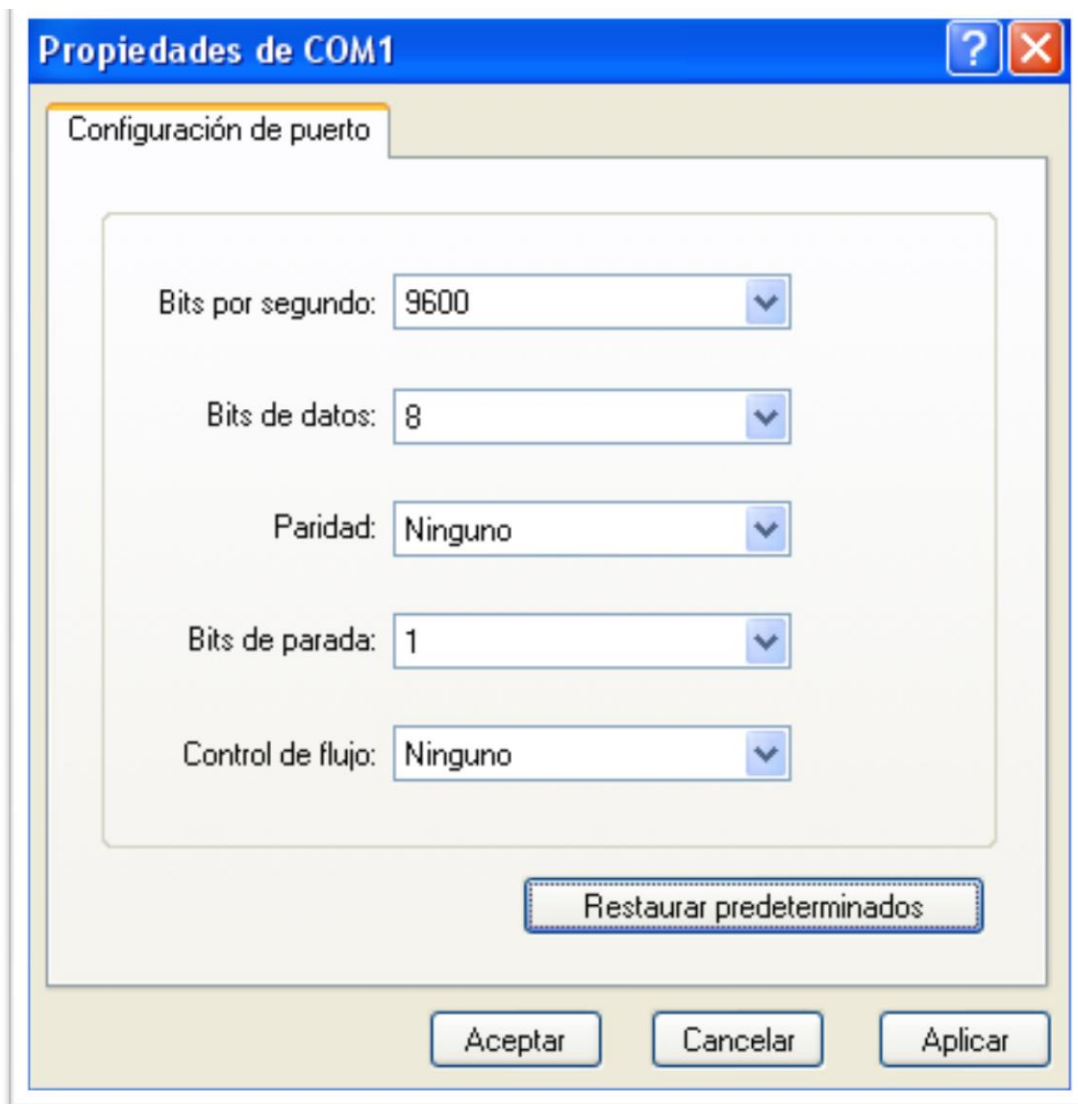 Propiedades de COM1
Configuración de puerto
Bits por segundo: 9600
Bits de datos: 8
Paridad: Ninguno
Bits de parada: 1
Control de flujo: Ninguno
Restaurar predeterminados
Aceptar Cancelar Aplicar